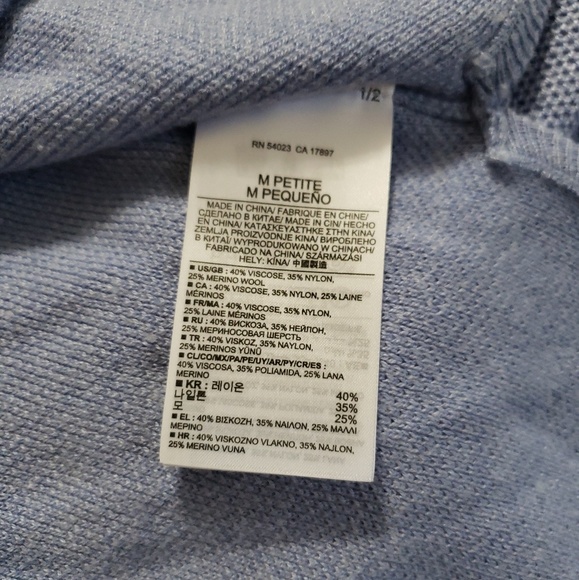 1/2
RN 54023 CA 17897
M PETITE
M PEQUEÑO
MADE IN CHINA/ FABRIQUE EN CHINE/
СДЕЛАНО В КИТАЕ/ MADE IN CIN/ HECHO
EN CHINA/ ΚΑΤΑΣΚΕΥΑΣΤΗΚΕ ΣΤΗΝ ΚΙΝΑ/
ZEMLJA PROIZVODNJE KINA/ ВИРОБЛЕНО
В КИТАЇ/ WYPRODUKOWANO W CHINACH/
FABRICADO NA CHINA/ SZÁRMAZÁSI
HELY: KÍNA/ 中國製造
■ US/GB : 40% VISCOSE, 35% NYLON,
25% MERINO WOOL
■ CA : 40% VISCOSE, 35% NYLON, 25% LAINE
MÉRINOS
■ FR/MA : 40% VISCOSE, 35% NYLON,
25% LAINE MÉRINOS
■ RU : 40% ВИСКОЗА, 35% НЕЙЛОН,
25% МЕРИНОСОВАЯ ШЕРСТЬ
■ TR : 40% VISKOZ, 35% NAYLON,
25% MERINOS YÜNÜ
■ CL/CO/MX/PA/PE/UY/AR/PY/CR/ES :
40% VISCOSA, 35% POLIAMIDA, 25% LANA
MERINO
■ KR : 레이온 40%
나일론 35%
모 25%
■ EL : 40% ΒΙΣΚΟΖΗ, 35% ΝΑΙΛΟΝ, 25% ΜΑΛΛΙ
ΜΕΡΙΝΟ
■ HR : 40% VISKOZNO VLAKNO, 35% NAJLON,
25% MERINO VUNA